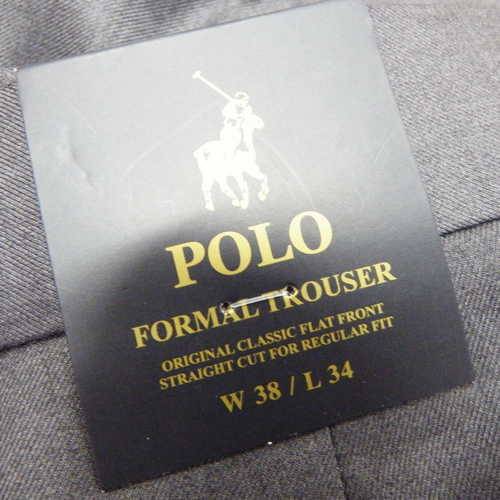 POLO
FORMAL TROUSER
ORIGINAL CLASSIC FLAT FRONT
STRAIGHT CUT FOR REGULAR FIT
W 38 / L 34